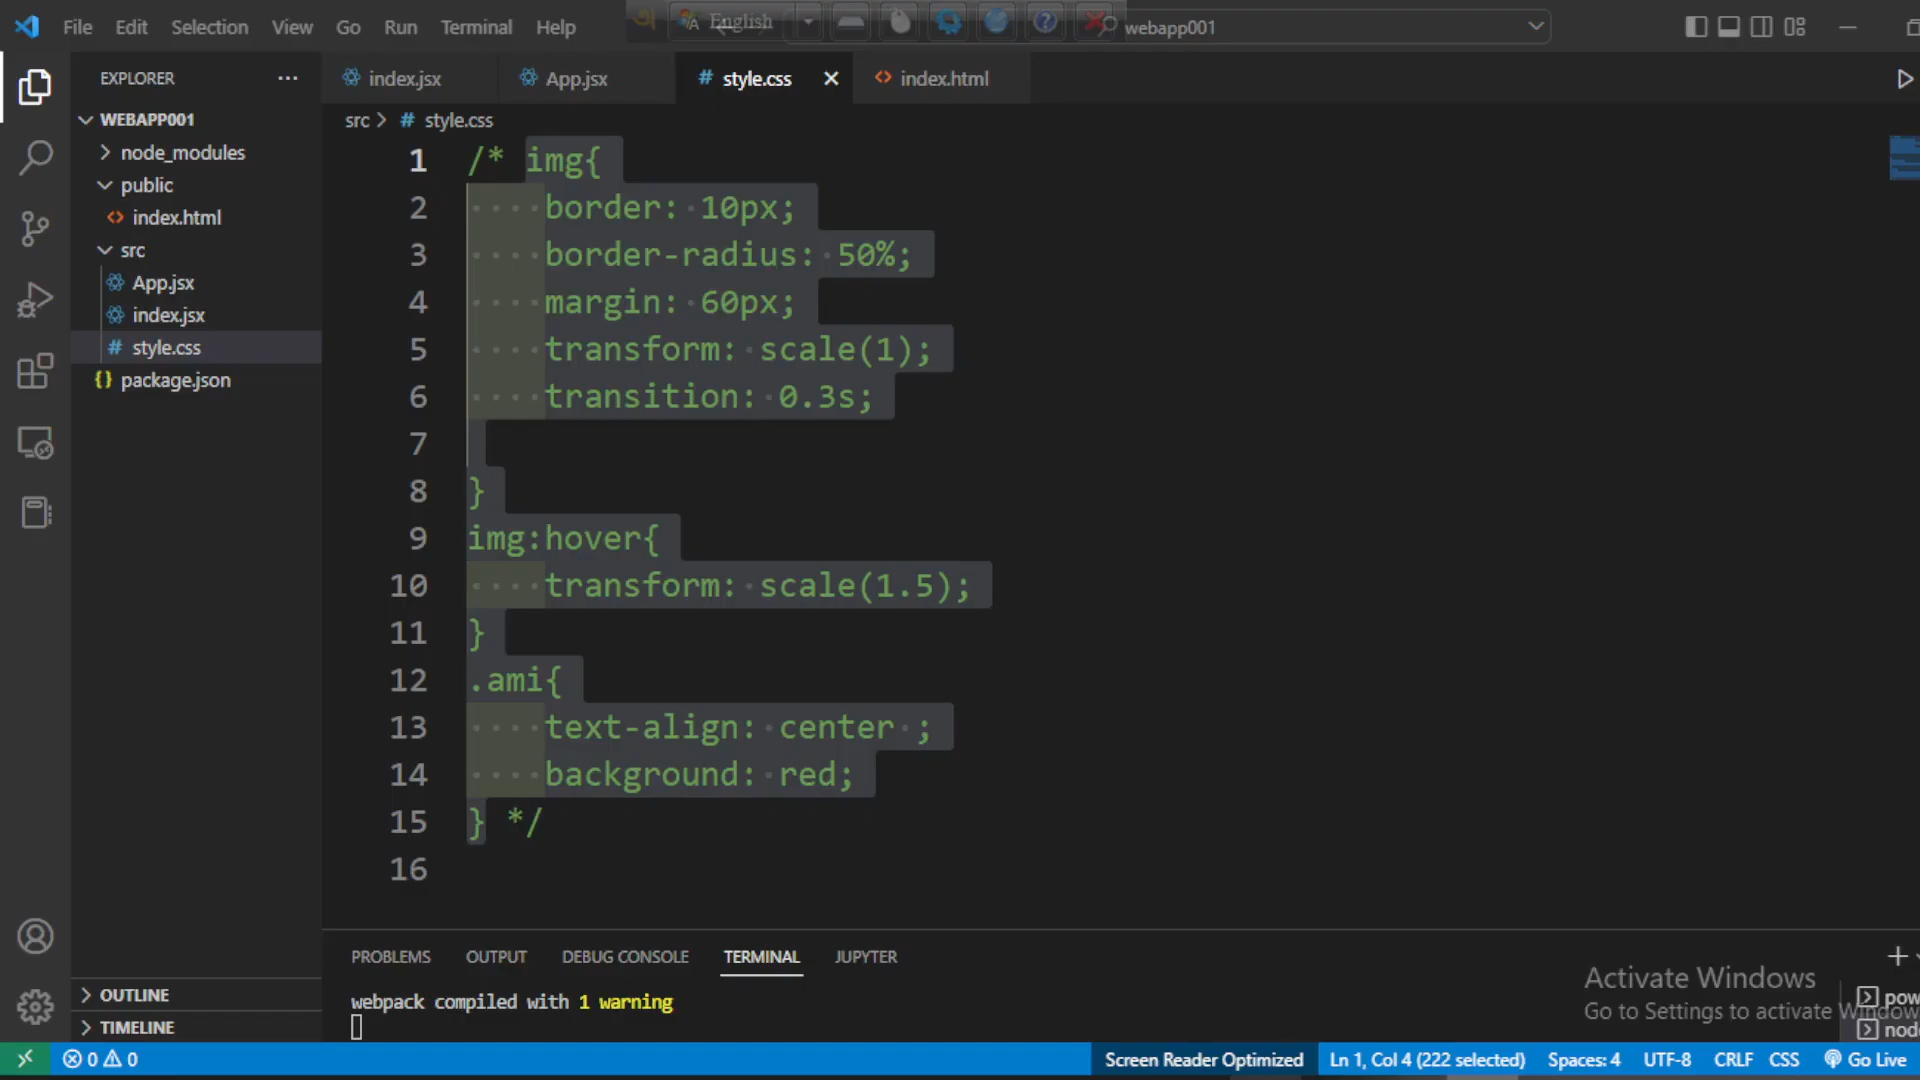 File Edit Selection View Go Run Terminal Help English webapp001
EXPLORER
index.jsx App.jsx style.css index.html
WEBAPP001
node_modules
public
index.html
src
App.jsx
index.jsx
style.css
package.json
src > # style.css
1 /* img{
2 border: 10px;
3 border-radius: 50%;
4 margin: 60px;
5 transform: scale(1);
6 transition: 0.3s;
7
8 }
9 img:hover{
10 transform: scale(1.5);
11 }
12 .ami{
13 text-align: center ;
14 background: red;
15 } */
16
OUTLINE
TIMELINE
PROBLEMS OUTPUT DEBUG CONSOLE TERMINAL JUPYTER
webpack compiled with 1 warning
Activate Windows
Go to Settings to activate Windows
pow
node
0 0 Screen Reader Optimized Ln 1, Col 4 (222 selected) Spaces: 4 UTF-8 CRLF CSS Go Live